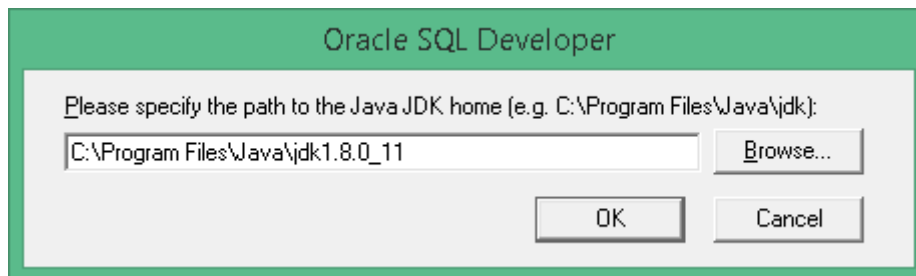 Oracle SQL Developer
Please specify the path to the Java JDK home (e.g. C:\Program Files\Java\jdk):
C:\Program Files\Java\jdk1.8.0_11
Browse...
OK
Cancel